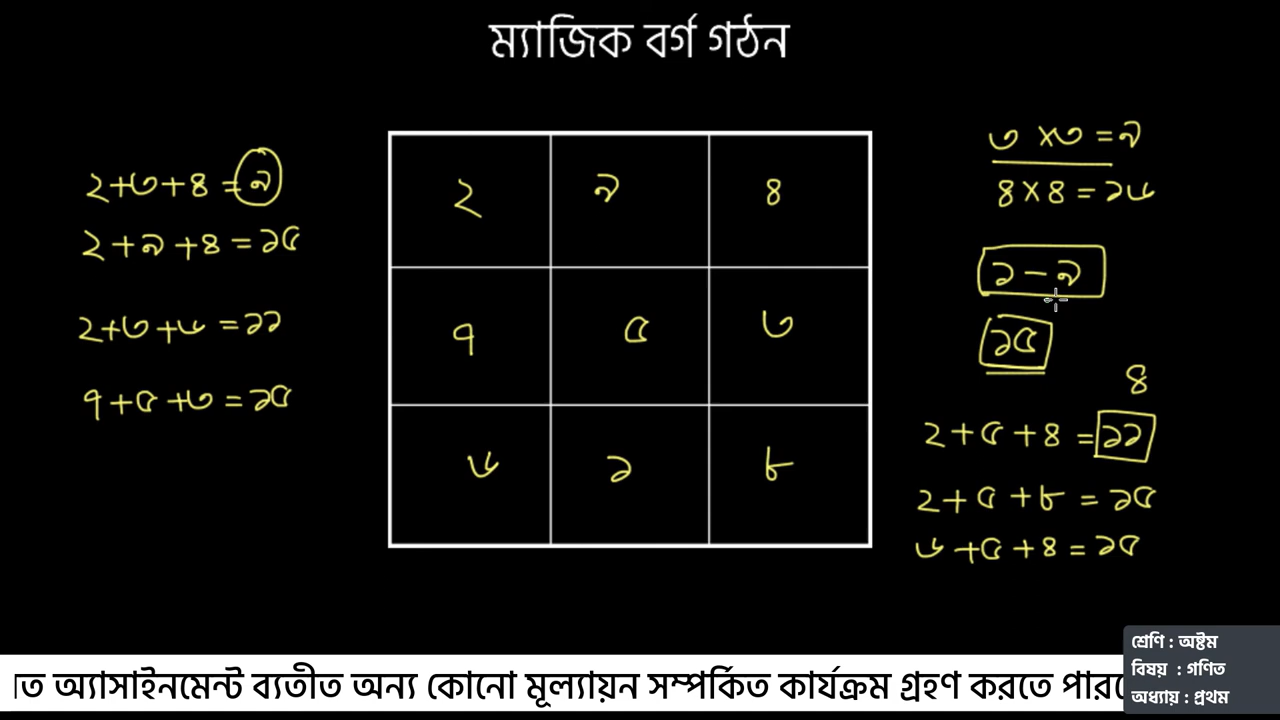 ম্যাজিক বর্গ গঠন
২+৩+৪=৯
২+৯+৪=১৫
২+৩+৬=১১
৭+৫+৩=১৫
২ ৯ ৪
৭ ৫ ৩
৬ ১ ৮
৩×৩=৯
৪×৪=১৬
১-৯
১৫
৪
২+৫+৪=১১
২+৫+৮=১৫
৬+৫+৪=১৫
শ্রেণি : অষ্টম
বিষয় : গণিত
অধ্যায় : প্রথম
অ্যাসাইনমেন্ট ব্যতীত অন্য কোনো মূল্যায়ন সম্পর্কিত কার্যক্রম গ্রহণ করতে